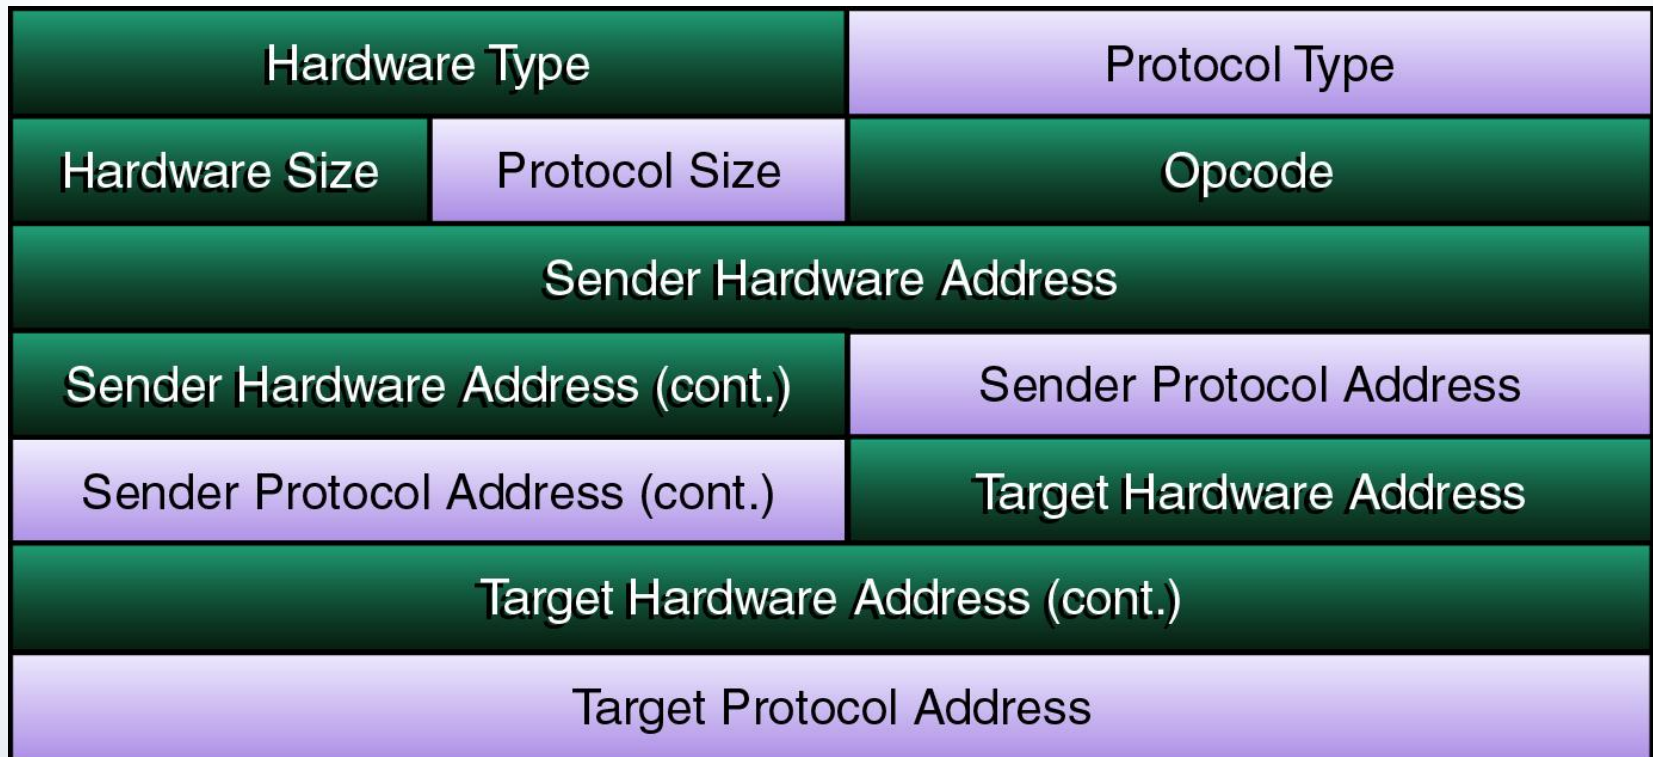 Hardware Type
Protocol Type
Hardware Size
Protocol Size
Opcode
Sender Hardware Address
Sender Hardware Address (cont.)
Sender Protocol Address
Sender Protocol Address (cont.)
Target Hardware Address
Target Hardware Address (cont.)
Target Protocol Address